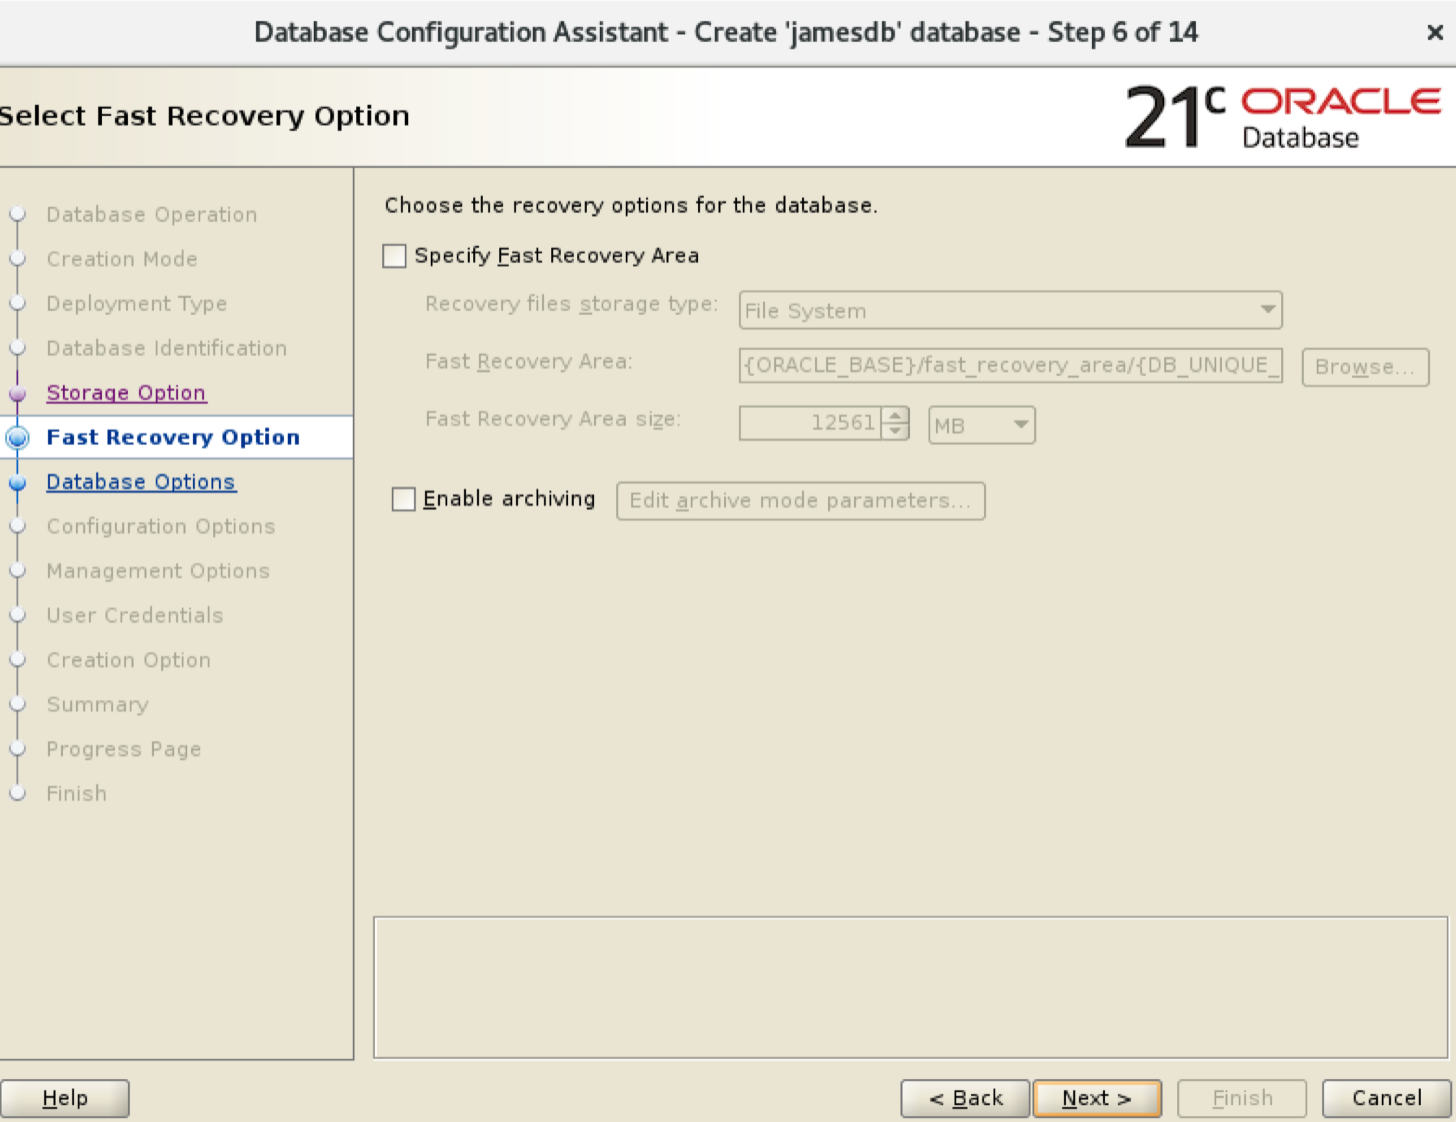 Database Configuration Assistant - Create 'jamesdb' database - Step 6 of 14
Select Fast Recovery Option
21c ORACLE
Database
Database Operation
Creation Mode
Deployment Type
Database Identification
Storage Option
Fast Recovery Option
Database Options
Configuration Options
Management Options
User Credentials
Creation Option
Summary
Progress Page
Finish
Choose the recovery options for the database.
Specify Fast Recovery Area
Recovery files storage type: File System
Fast Recovery Area: {ORACLE_BASE}/fast_recovery_area/{DB_UNIQUE_ Browse...
Fast Recovery Area size: 12561 MB
Enable archiving Edit archive mode parameters...
Help < Back Next > Finish Cancel